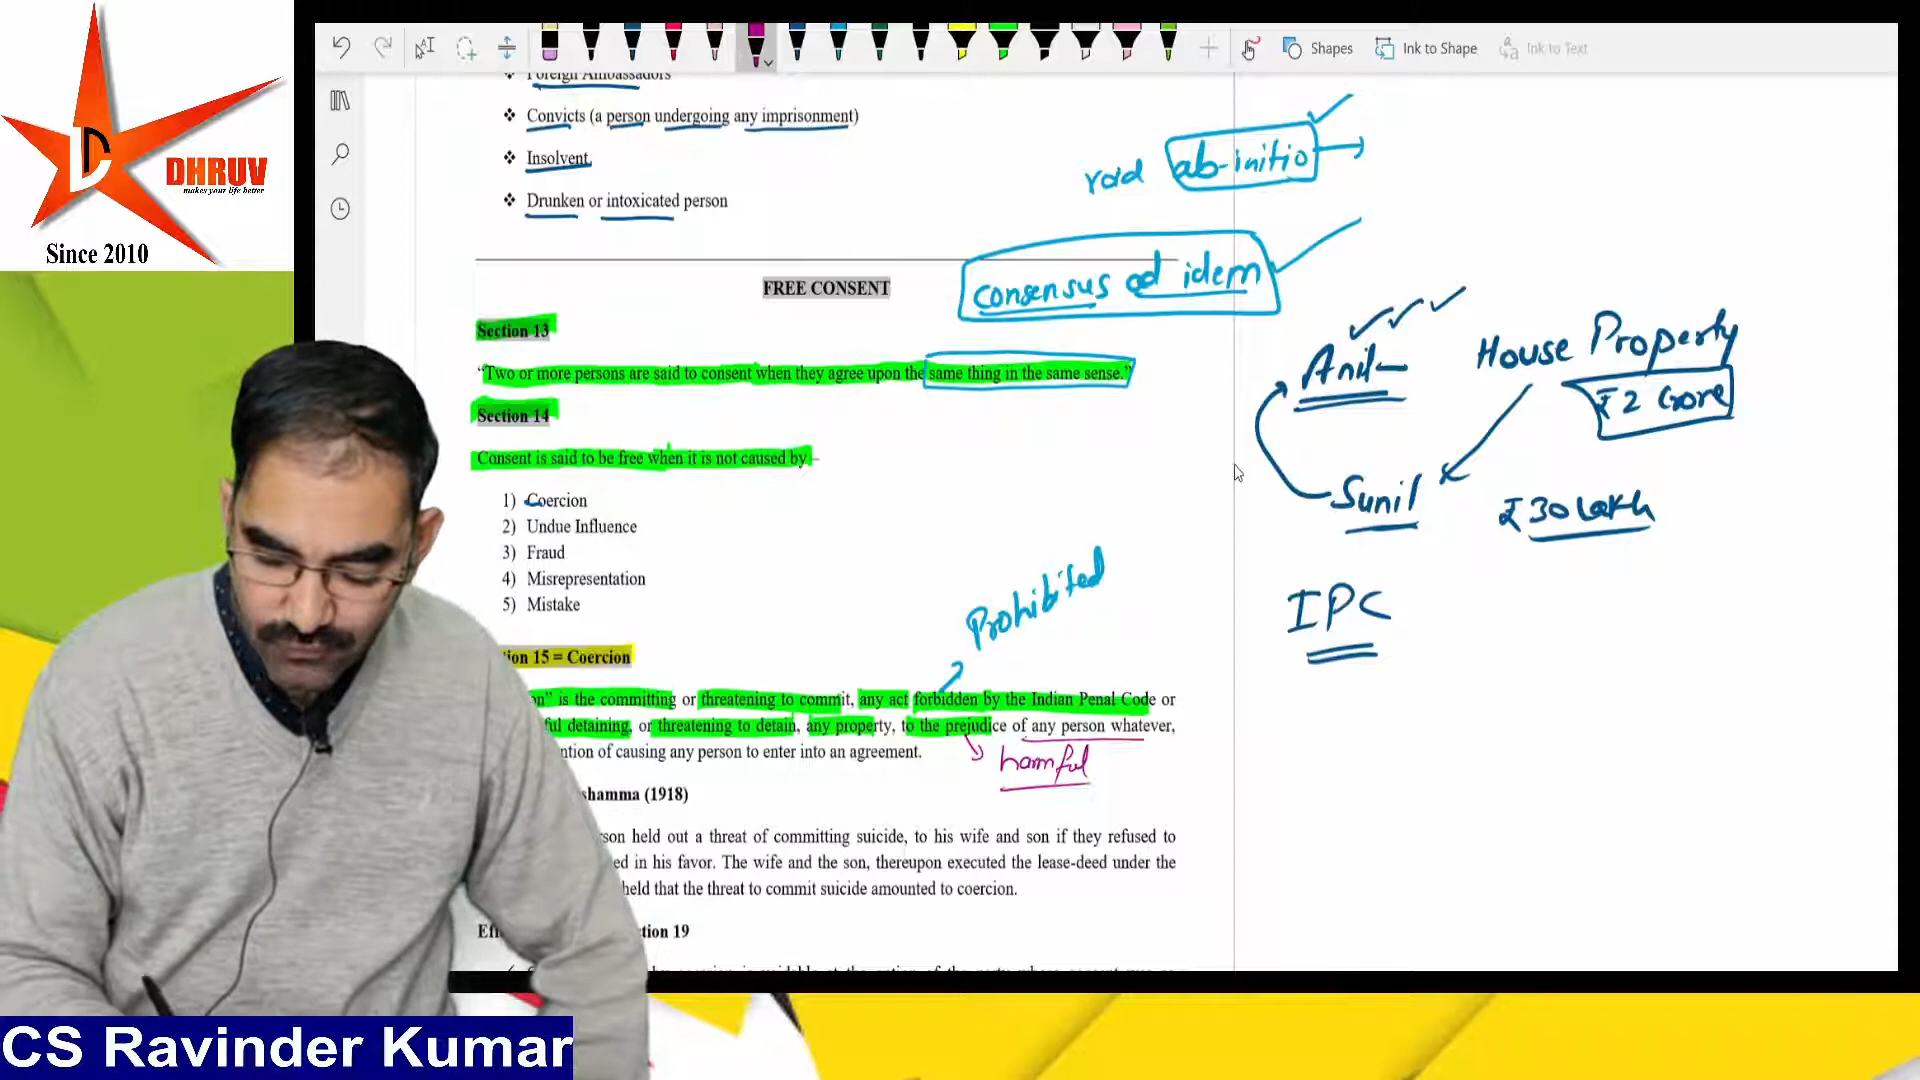 Shapes
Ink to Shape
Ink to Text
Foreign Ambassadors
❖ Convicts (a person undergoing any imprisonment)
❖ Insolvent
❖ Drunken or intoxicated person
void ab-initio
FREE CONSENT
consensus ad idem
Section 13
"Two or more persons are said to consent when they agree upon the same thing in the same sense."
Section 14
Consent is said to be free when it is not caused by
1) Coercion
2) Undue Influence
3) Fraud
4) Misrepresentation
5) Mistake
Anil
House Property
₹2 Crore
Sunil
₹30 Lakh
IPC
Prohibited
ion 15 = Coercion
on" is the committing or threatening to commit, any act forbidden by the Indian Penal Code or
ful detaining, or threatening to detain, any property, to the prejudice of any person whatever,
ntion of causing any person to enter into an agreement.
harmful
shamma (1918)
son held out a threat of committing suicide, to his wife and son if they refused to
ed in his favor. The wife and the son, thereupon executed the lease-deed under the
held that the threat to commit suicide amounted to coercion.
tion 19
DC
DHRUV
makes your life better
Since 2010
CS Ravinder Kumar